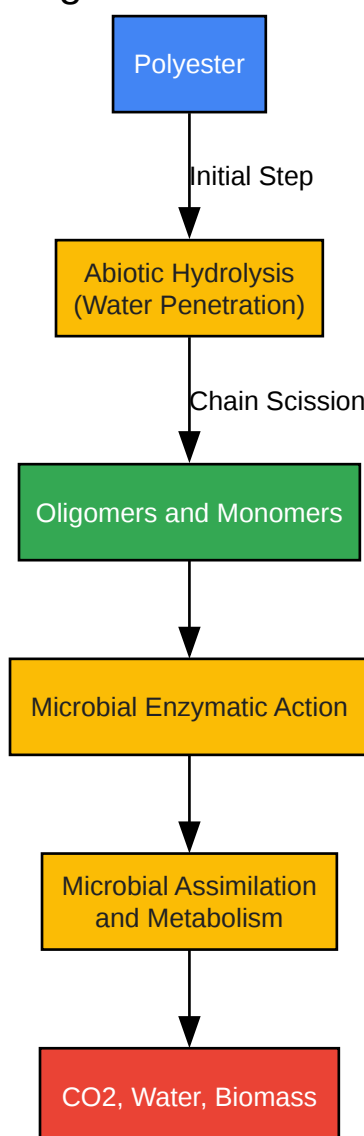 Polyester
Initial Step
Abiotic Hydrolysis
(Water Penetration)
Chain Scission
Oligomers and Monomers
Microbial Enzymatic Action
Microbial Assimilation
and Metabolism
CO2, Water, Biomass